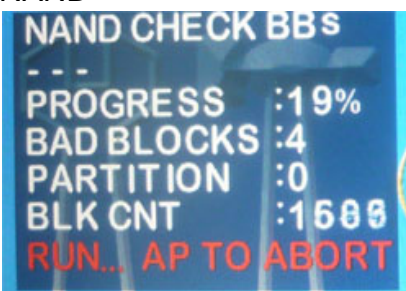 NAND CHECK BBs
---
PROGRESS :19%
BAD BLOCKS :4
PARTITION :0
BLK CNT
RUN... AP TO ABORT